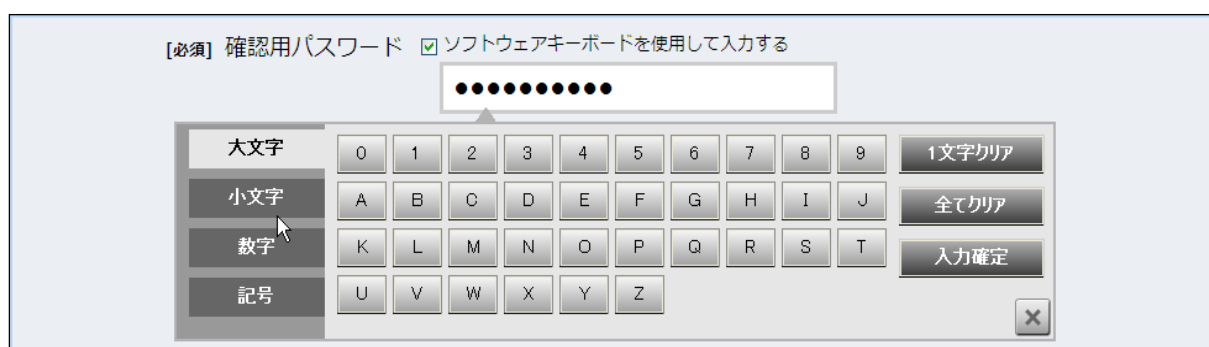 [必須] 確認用パスワード ソフトウェアキーボードを使用して入力する
●●●●●●●●●●
大文字 0 1 2 3 4 5 6 7 8 9 1文字クリア
小文字 A B C D E F G H I J 全てクリア
数字 K L M N O P Q R S T 入力確定
記号 U V W X Y Z
×